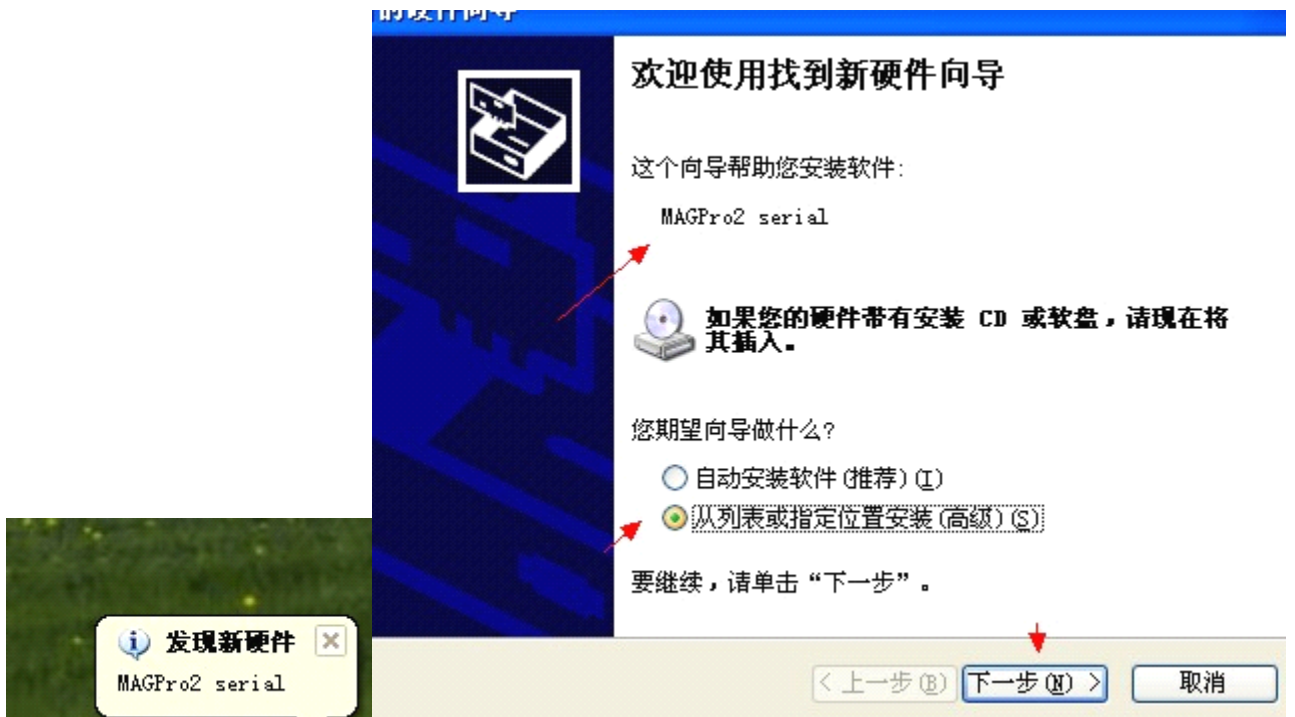 的硬件向导
欢迎使用找到新硬件向导
这个向导帮助您安装软件:
MAGPro2 serial
如果您的硬件带有安装 CD 或软盘，请现在将
其插入。
您期望向导做什么?
自动安装软件(推荐)(I)
从列表或指定位置安装(高级)(S)
要继续，请单击“下一步”。
< 上一步(B)
下一步(N) >
取消
发现新硬件
MAGPro2 serial